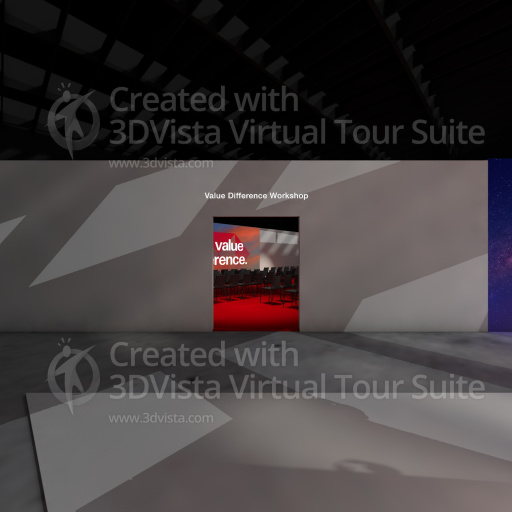 Created with
3DVista Virtual Tour Suite
www.3dvista.com
Value Difference Workshop
value
rence.
Created with
3DVista Virtual Tour Suite
www.3dvista.com